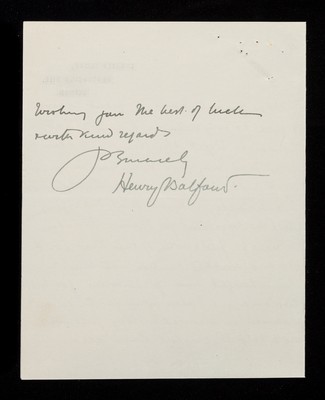 Wishing you the best of luck
& with kind regards
Sincerely
Henry Balfour.